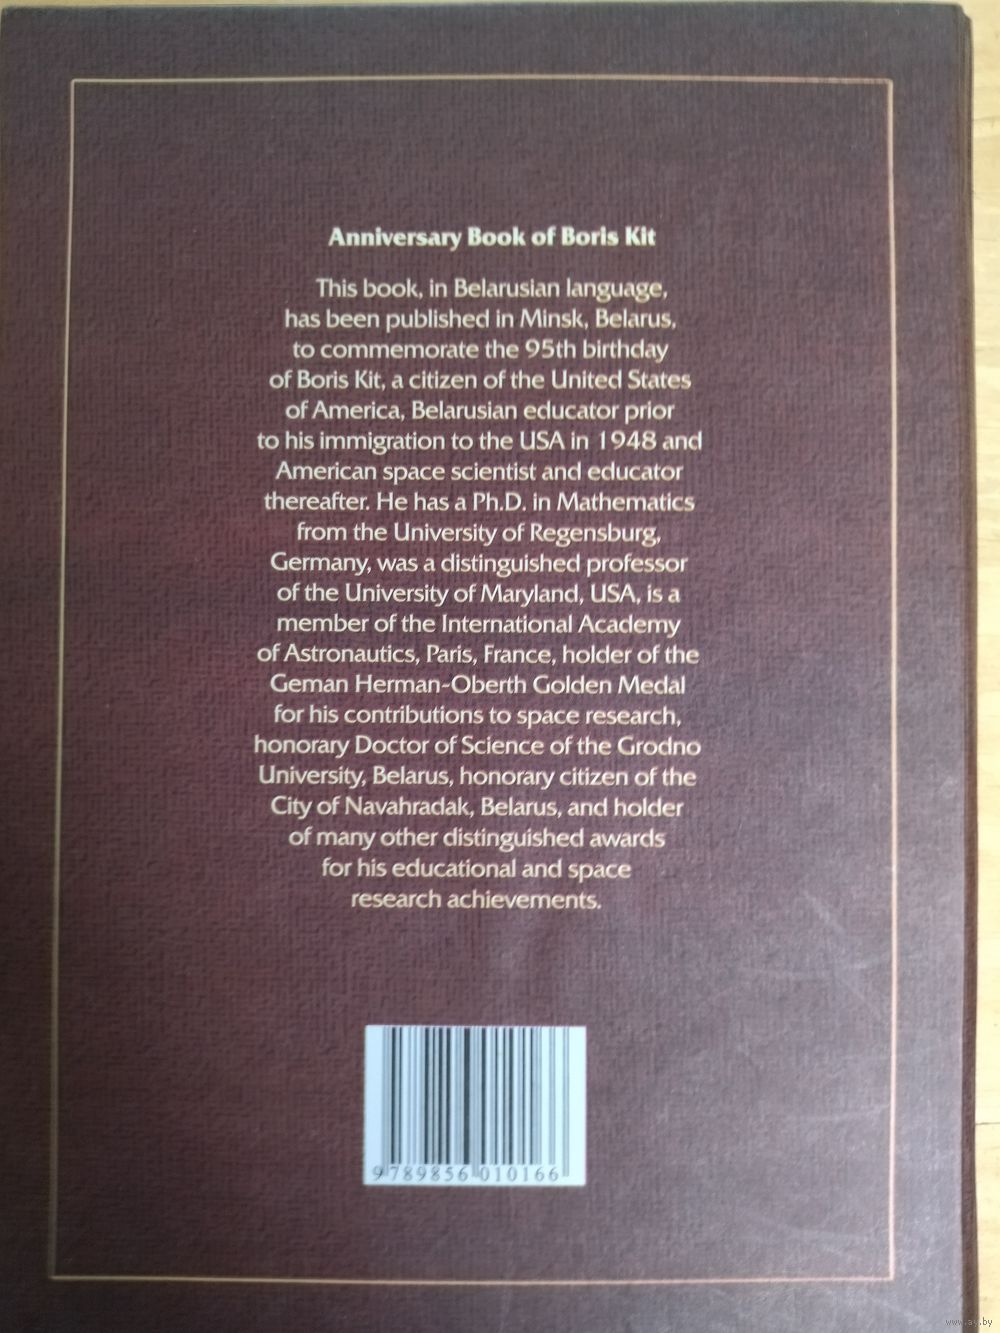 Anniversary Book of Boris Kit
This book, in Belarusian language,
has been published in Minsk, Belarus,
to commemorate the 95th birthday
of Boris Kit, a citizen of the United States
of America, Belarusian educator prior
to his immigration to the USA in 1948 and
American space scientist and educator
thereafter. He has a Ph.D. in Mathematics
from the University of Regensburg,
Germany, was a distinguished professor
of the University of Maryland, USA, is a
member of the International Academy
of Astronautics, Paris, France, holder of the
Geman Herman-Oberth Golden Medal
for his contributions to space research,
honorary Doctor of Science of the Grodno
University, Belarus, honorary citizen of the
City of Navahradak, Belarus, and holder
of many other distinguished awards
for his educational and space
research achievements.
9 789856 010166
www.ay.by